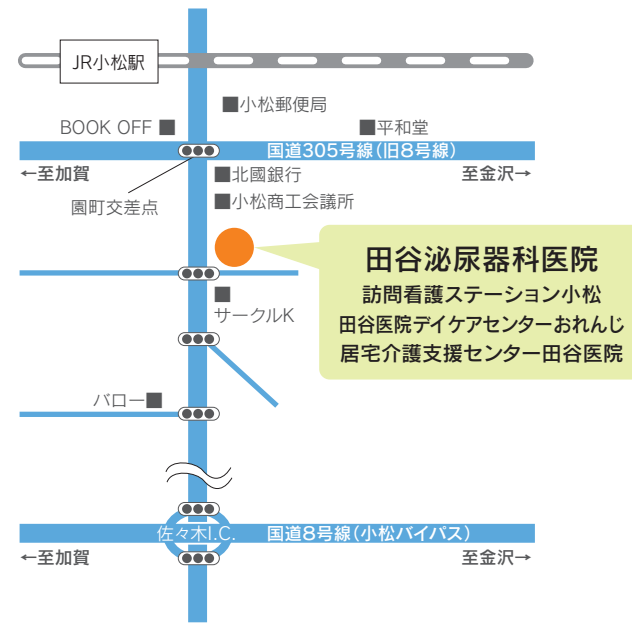 JR小松駅
■小松郵便局
BOOK OFF ■
■平和堂
国道305号線(旧8号線)
←至加賀
■北國銀行
至金沢→
園町交差点
■小松商工会議所
田谷泌尿器科医院
訪問看護ステーション小松
田谷医院デイケアセンターおれんじ
居宅介護支援センター田谷医院
■
サークルK
バロー■
佐々木I.C.
国道8号線(小松バイパス)
←至加賀
至金沢→